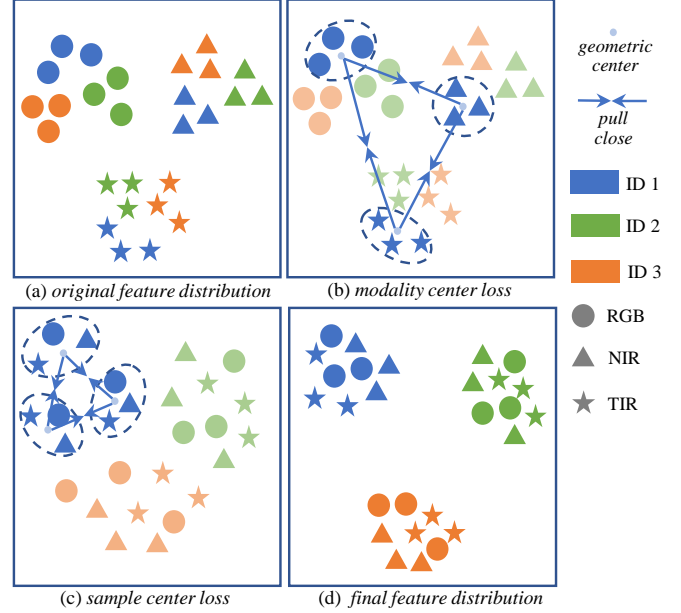 geometric
center
pull
close
ID 1
ID 2
ID 3
RGB
NIR
TIR
(a) original feature distribution
(b) modality center loss
(c) sample center loss
(d) final feature distribution